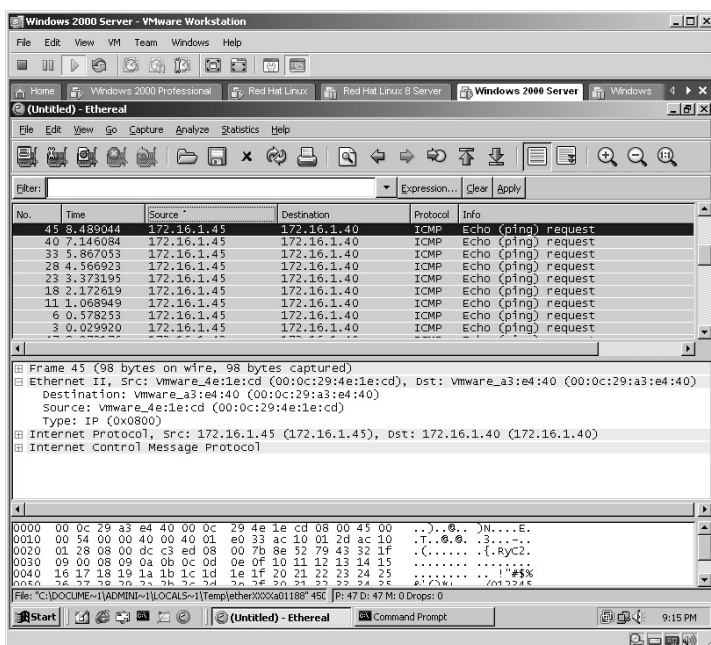 Windows 2000 Server - VMware Workstation
File Edit View VM Team Windows Help
Home Windows 2000 Professional Red Hat Linux Red Hat Linux 8 Server Windows 2000 Server Windows
(Untitled) - Ethereal
File Edit View Go Capture Analyze Statistics Help
Filter: Expression... Clear Apply
No. Time Source Destination Protocol Info
45 8.489044 172.16.1.45 172.16.1.40 ICMP Echo (ping) request
40 7.146084 172.16.1.45 172.16.1.40 ICMP Echo (ping) request
33 5.867053 172.16.1.45 172.16.1.40 ICMP Echo (ping) request
28 4.566923 172.16.1.45 172.16.1.40 ICMP Echo (ping) request
23 3.373195 172.16.1.45 172.16.1.40 ICMP Echo (ping) request
18 2.172619 172.16.1.45 172.16.1.40 ICMP Echo (ping) request
11 1.068949 172.16.1.45 172.16.1.40 ICMP Echo (ping) request
6 0.578253 172.16.1.45 172.16.1.40 ICMP Echo (ping) request
3 0.029920 172.16.1.45 172.16.1.40 ICMP Echo (ping) request
Frame 45 (98 bytes on wire, 98 bytes captured)
Ethernet II, Src: Vmware_4e:1e:cd (00:0c:29:4e:1e:cd), Dst: Vmware_a3:e4:40 (00:0c:29:a3:e4:40)
Destination: Vmware_a3:e4:40 (00:0c:29:a3:e4:40)
Source: Vmware_4e:1e:cd (00:0c:29:4e:1e:cd)
Type: IP (0x0800)
Internet Protocol, Src: 172.16.1.45 (172.16.1.45), Dst: 172.16.1.40 (172.16.1.40)
Internet Control Message Protocol
0000 00 0c 29 a3 e4 40 00 0c 29 4e 1e cd 08 00 45 00 ..)..@.. )N....E.
0010 00 54 00 00 40 00 40 01 e0 33 ac 10 01 2d ac 10 .T..@.@. .3...-..
0020 01 28 08 00 dc c3 ed 08 00 7b 8e 52 79 43 32 1f .(...... .{.RyC2.
0030 09 00 08 09 0a 0b 0c 0d 0e 0f 10 11 12 13 14 15 ........ ........
0040 16 17 18 19 1a 1b 1c 1d 1e 1f 20 21 22 23 24 25 ........ .. !"#$%
File: "C:\DOCUME~1\ADMINI~1\LOCALS~1\Temp\etherXXXXa01188" 450 P: 47 D: 47 M: 0 Drops: 0
Start (Untitled) - Ethereal Command Prompt 9:15 PM